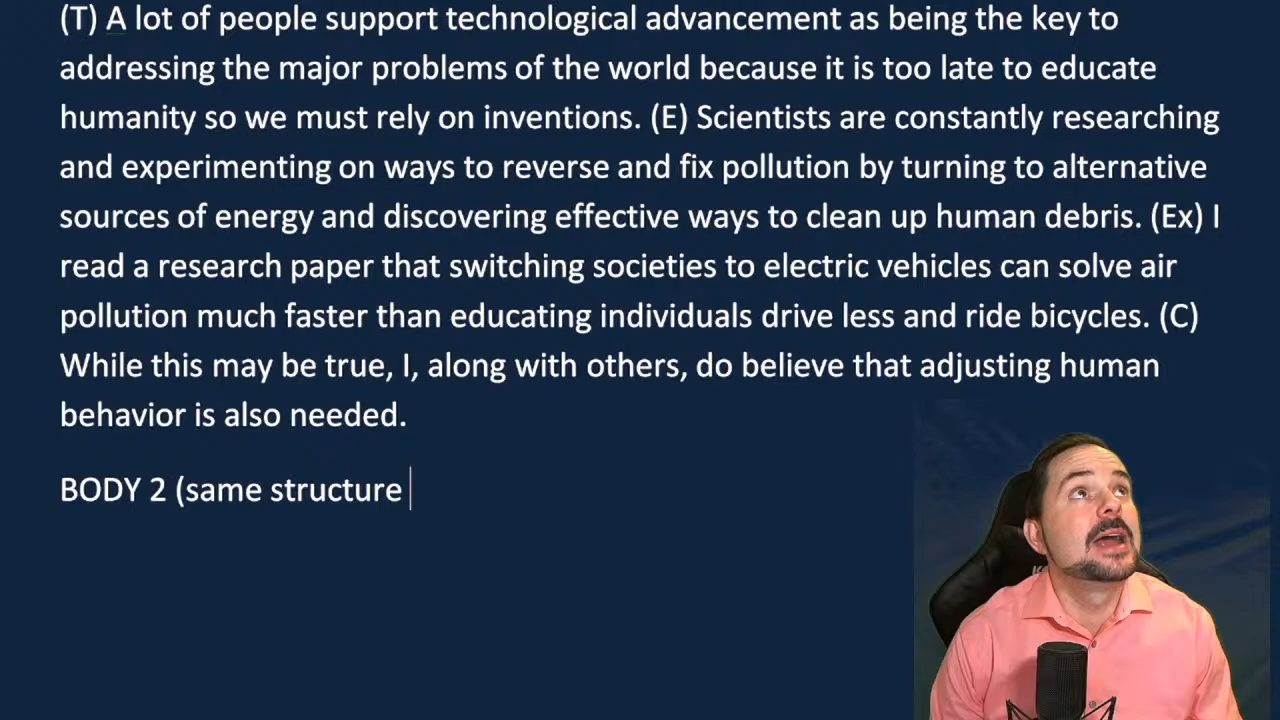 (T) A lot of people support technological advancement as being the key to
addressing the major problems of the world because it is too late to educate
humanity so we must rely on inventions. (E) Scientists are constantly researching
and experimenting on ways to reverse and fix pollution by turning to alternative
sources of energy and discovering effective ways to clean up human debris. (Ex) I
read a research paper that switching societies to electric vehicles can solve air
pollution much faster than educating individuals drive less and ride bicycles. (C)
While this may be true, I, along with others, do believe that adjusting human
behavior is also needed.
BODY 2 (same structure